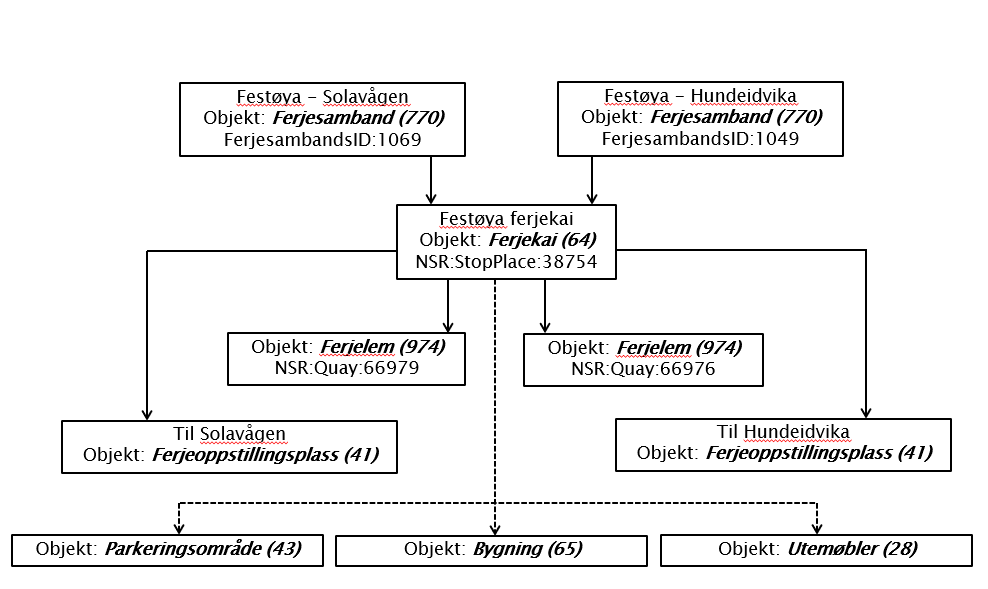 Festøya – Solavågen
Objekt: Ferjesamband (770)
FerjesambandsID:1069
Festøya – Hundeidvika
Objekt: Ferjesamband (770)
FerjesambandsID:1049
Festøya ferjekai
Objekt: Ferjekai (64)
NSR:StopPlace:38754
Objekt: Ferjelem (974)
NSR:Quay:66979
Objekt: Ferjelem (974)
NSR:Quay:66976
Til Solavågen
Objekt: Ferjeoppstillingsplass (41)
Til Hundeidvika
Objekt: Ferjeoppstillingsplass (41)
Objekt: Parkeringsområde (43)
Objekt: Bygning (65)
Objekt: Utemøbler (28)